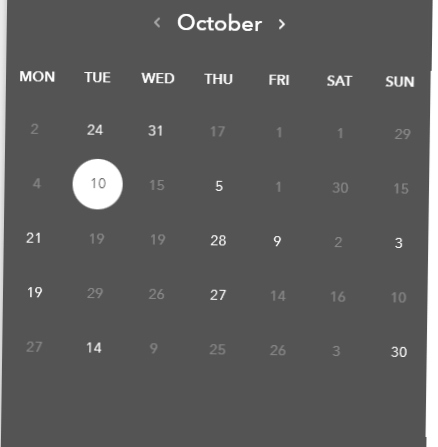 ‹ October ›
MON TUE WED THU FRI SAT SUN
2 24 31 17 1 1 29
4 10 15 5 1 30 15
21 19 19 28 9 2 3
19 29 26 27 14 16 10
27 14 9 25 26 3 30